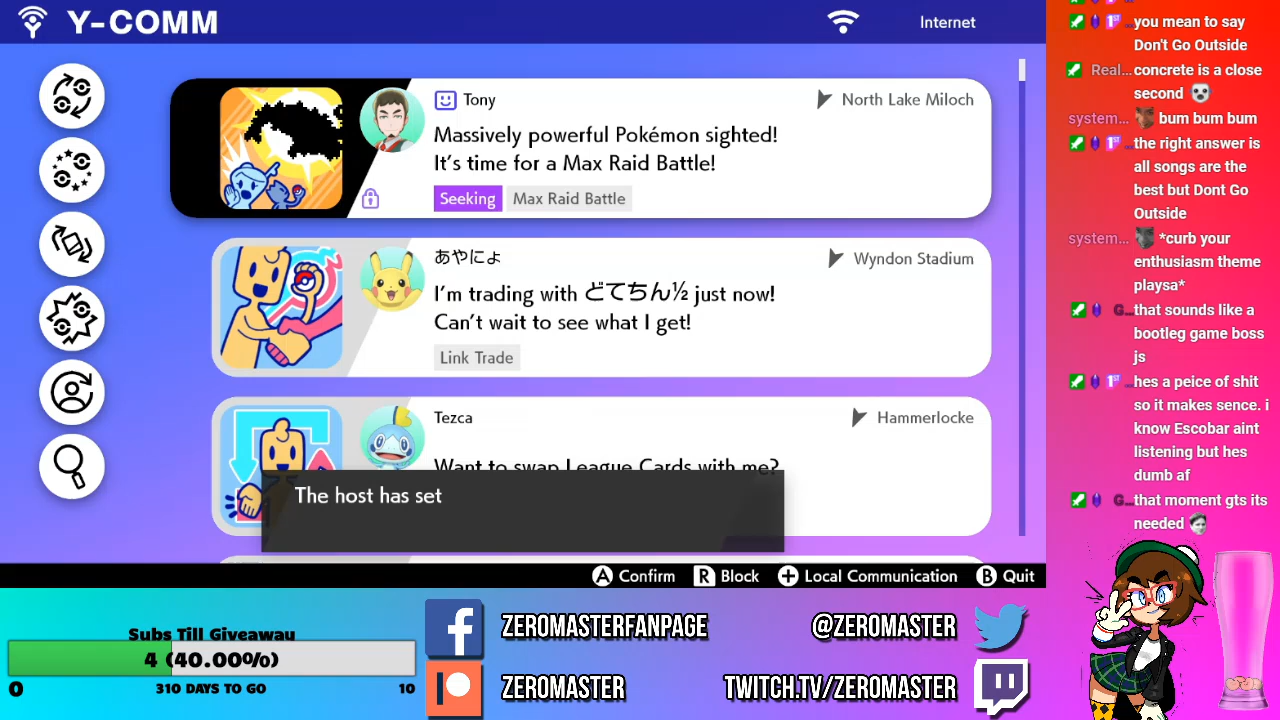 Y-COMM
Internet
Tony
North Lake Miloch
Massively powerful Pokémon sighted!
It's time for a Max Raid Battle!
Seeking
Max Raid Battle
あやにょ
Wyndon Stadium
I'm trading with どてちん½ just now!
Can't wait to see what I get!
Link Trade
Tezca
Hammerlocke
Want to swap League Cards with me?
The host has set
A Confirm
R Block
+ Local Communication
B Quit
1ST ...you mean to say
Don't Go Outside
Real...concrete is a close
second
system... bum bum bum
1ST ...the right answer is
all songs are the
best but Dont Go
Outside
system... *curb your
enthusiasm theme
playsa*
G...that sounds like a
bootleg game boss
js
1ST ...hes a peice of shit
so it makes sence. i
know Escobar aint
listening but hes
dumb af
G...that moment gts its
needed
Subs Till Giveawau
4 (40.00%)
0
310 DAYS TO GO
10
ZEROMASTERFANPAGE
@ZEROMASTER
ZEROMASTER
TWITCH.TV/ZEROMASTER